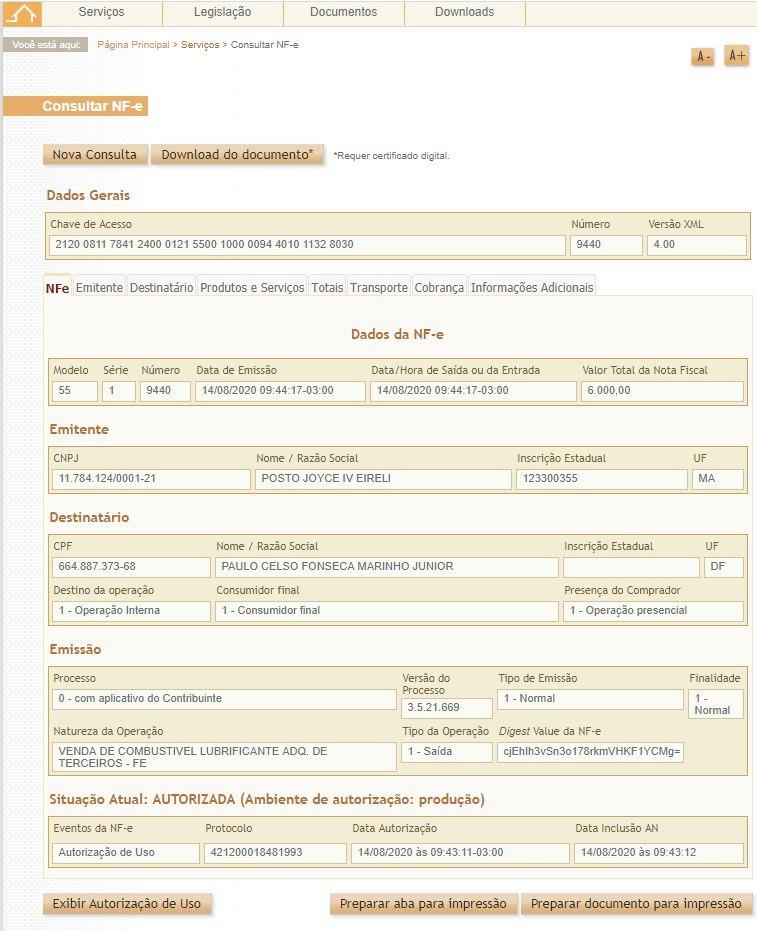 Serviços Legislação Documentos Downloads
Você está aqui: Página Principal > Serviços > Consultar NF-e
A - A+
Consultar NF-e
Nova Consulta Download do documento* *Requer certificado digital.
Dados Gerais
Chave de Acesso Número Versão XML
2120 0811 7841 2400 0121 5500 1000 0094 4010 1132 8030 9440 4.00
NFe Emitente Destinatário Produtos e Serviços Totais Transporte Cobrança Informações Adicionais
Dados da NF-e
Modelo Série Número Data de Emissão Data/Hora de Saída ou da Entrada Valor Total da Nota Fiscal
55 1 9440 14/08/2020 09:44:17-03:00 14/08/2020 09:44:17-03:00 6.000,00
Emitente
CNPJ Nome / Razão Social Inscrição Estadual UF
11.784.124/0001-21 POSTO JOYCE IV EIRELI 123300355 MA
Destinatário
CPF Nome / Razão Social Inscrição Estadual UF
664.887.373-68 PAULO CELSO FONSECA MARINHO JUNIOR DF
Destino da operação Consumidor final Presença do Comprador
1 - Operação Interna 1 - Consumidor final 1 - Operação presencial
Emissão
Processo Versão do Processo Tipo de Emissão Finalidade
0 - com aplicativo do Contribuinte 3.5.21.669 1 - Normal 1 - Normal
Natureza da Operação Tipo da Operação Digest Value da NF-e
VENDA DE COMBUSTIVEL LUBRIFICANTE ADQ. DE 1 - Saída cjEhIh3vSn3o178rkmVHKF1YCMg=
TERCEIROS - FE
Situação Atual: AUTORIZADA (Ambiente de autorização: produção)
Eventos da NF-e Protocolo Data Autorização Data Inclusão AN
Autorização de Uso 421200018481993 14/08/2020 às 09:43:11-03:00 14/08/2020 às 09:43:12
Exibir Autorização de Uso Preparar aba para impressão Preparar documento para impressão